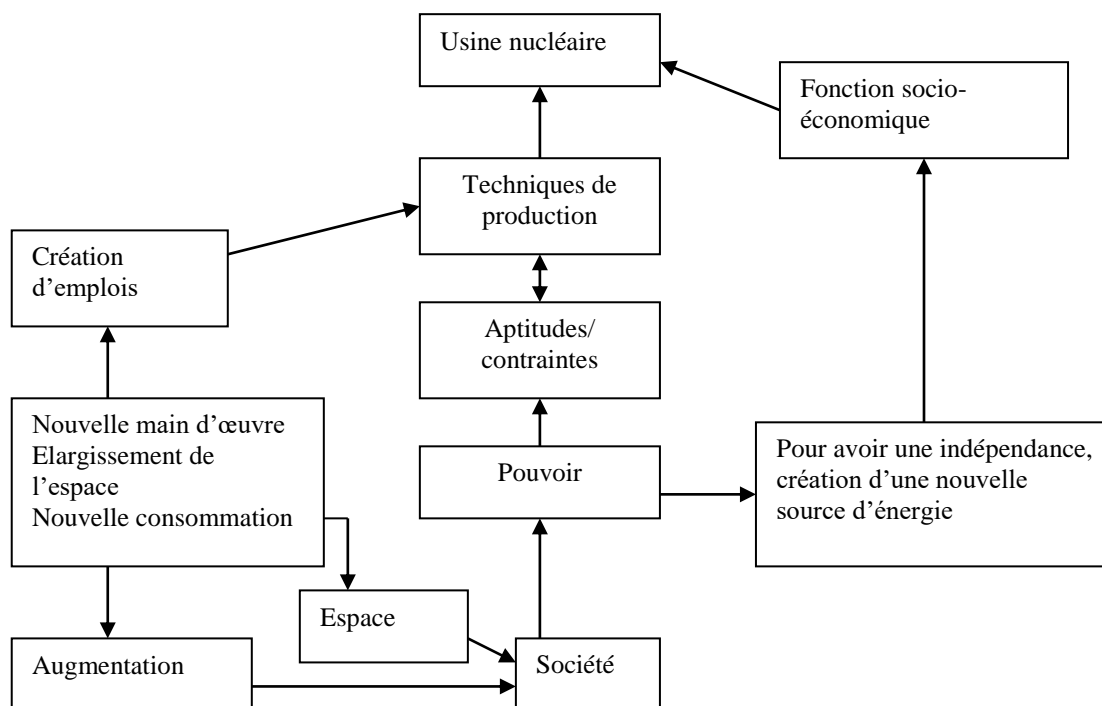 Usine nucléaire
Fonction socio-
économique
Techniques de
production
Création
d’emplois
Aptitudes/
contraintes
Nouvelle main d’œuvre
Elargissement de
l’espace
Nouvelle consommation
Pouvoir
Pour avoir une indépendance,
création d’une nouvelle
source d’énergie
Espace
Augmentation
Société